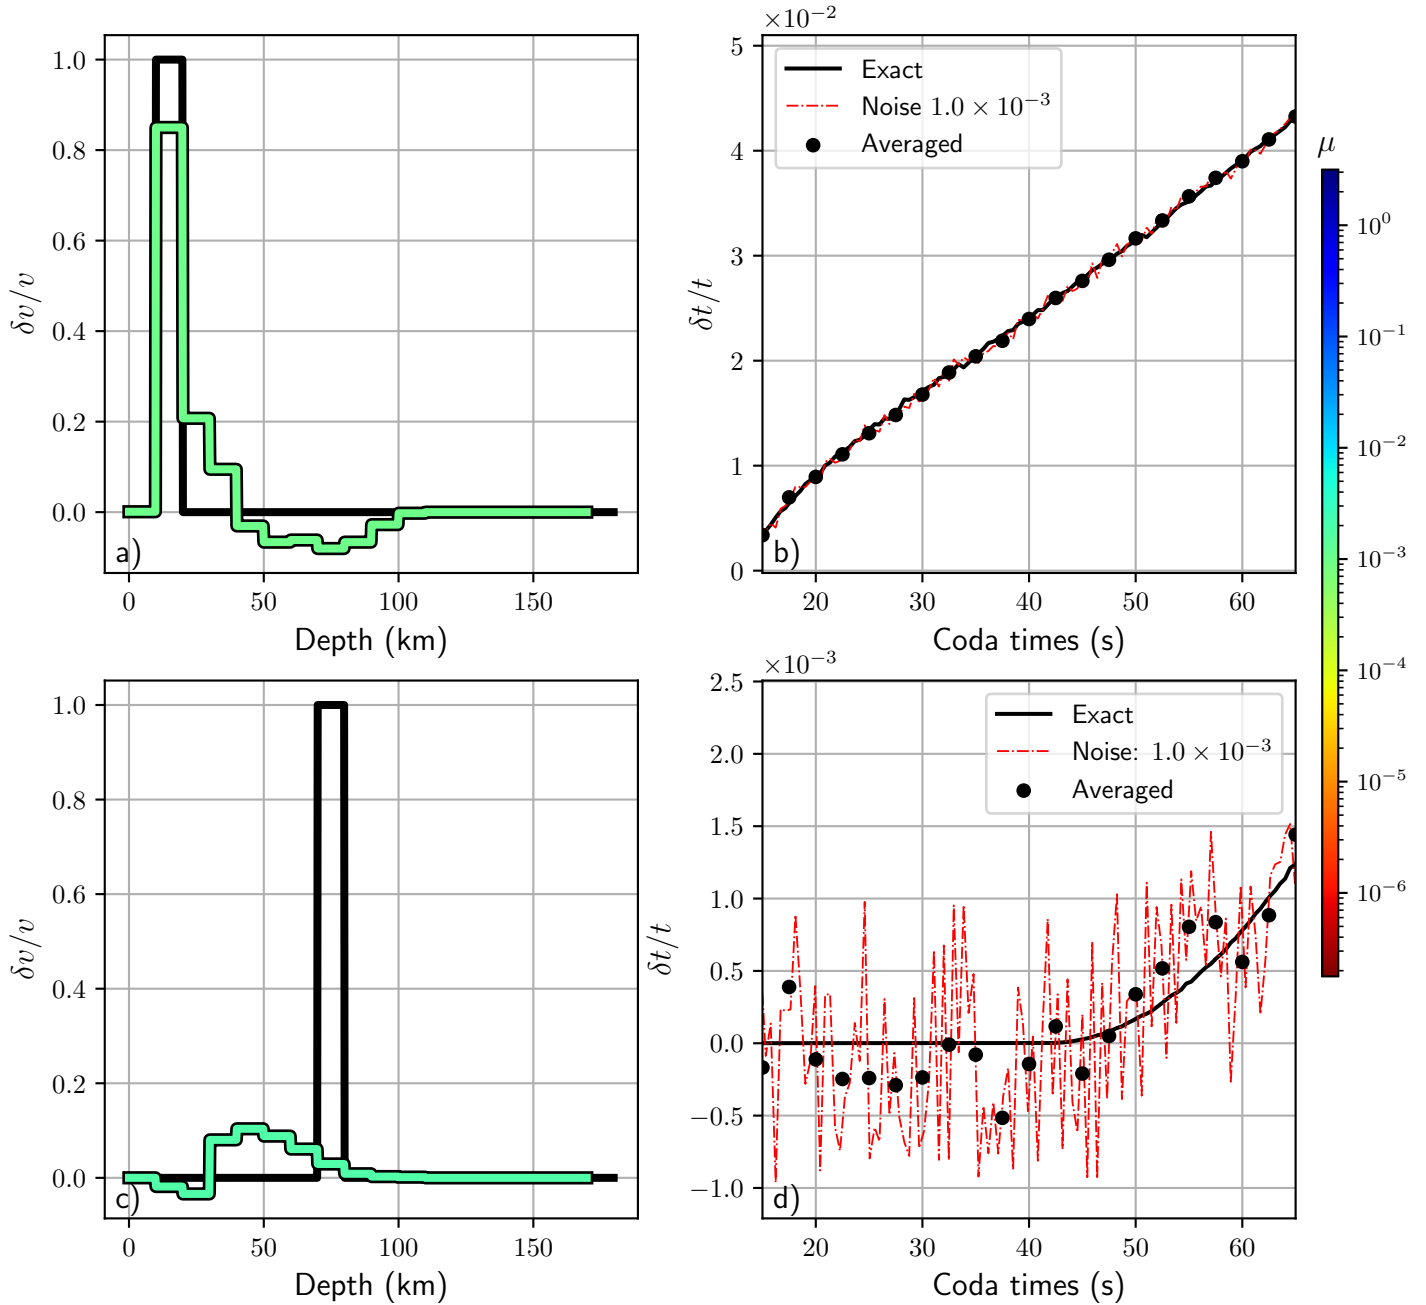 1.0
0.8
0.6
0.4
0.2
0.0
δv/v
a)
0 50 100 150
Depth (km)
×10⁻²
5
4
3
2
1
0
δt/t
Exact
Noise 1.0 × 10⁻³
Averaged
b)
20 30 40 50 60
Coda times (s)
μ
10⁰
10⁻¹
10⁻²
10⁻³
10⁻⁴
10⁻⁵
10⁻⁶
1.0
0.8
0.6
0.4
0.2
0.0
δv/v
c)
0 50 100 150
Depth (km)
×10⁻³
2.5
2.0
1.5
1.0
0.5
0.0
−0.5
−1.0
δt/t
Exact
Noise: 1.0 × 10⁻³
Averaged
d)
20 30 40 50 60
Coda times (s)